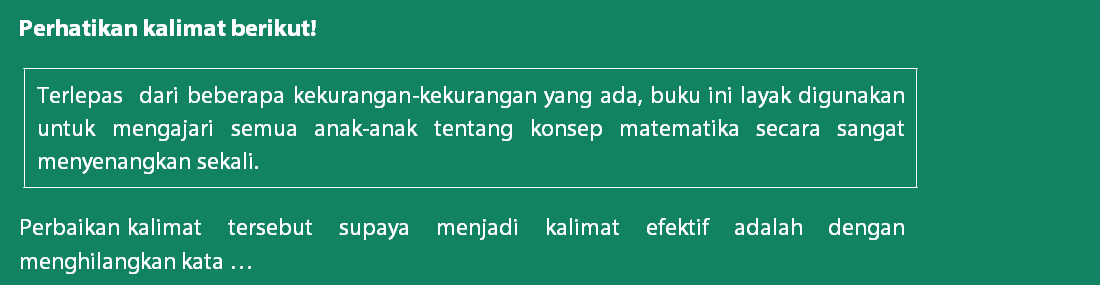 Perhatikan kalimat berikut!
Terlepas dari beberapa kekurangan-kekurangan yang ada, buku ini layak digunakan
untuk mengajari semua anak-anak tentang konsep matematika secara sangat
menyenangkan sekali.
Perbaikan kalimat tersebut supaya menjadi kalimat efektif adalah dengan
menghilangkan kata …